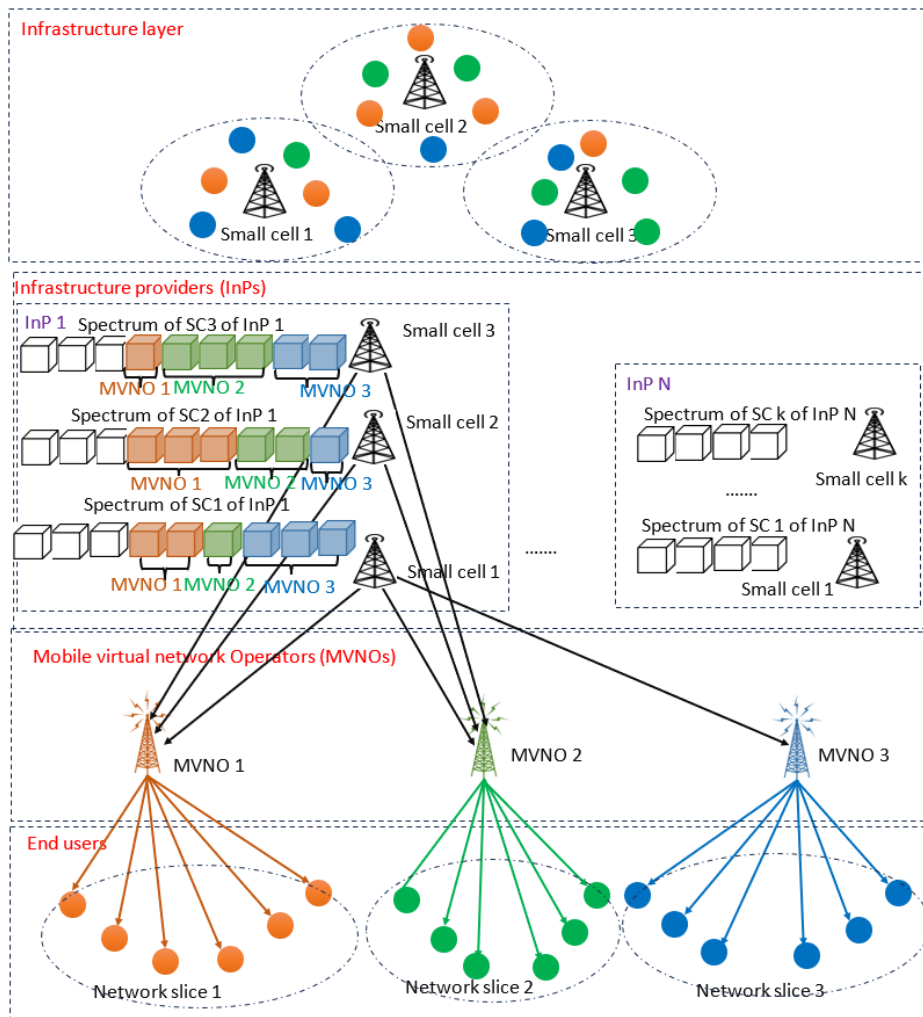 Infrastructure layer
Small cell 2
Small cell 1
Small cell 3
Infrastructure providers (InPs)
InP 1
Spectrum of SC3 of InP 1
Small cell 3
MVNO 1
MVNO 2
MVNO 3
Spectrum of SC2 of InP 1
Small cell 2
MVNO 1
MVNO 2
MVNO 3
Spectrum of SC1 of InP 1
Small cell 1
MVNO 1
MVNO 2
MVNO 3
.......
InP N
Spectrum of SC k of InP N
Small cell k
.......
Spectrum of SC 1 of InP N
Small cell 1
Mobile virtual network Operators (MVNOs)
MVNO 1
MVNO 2
MVNO 3
End users
Network slice 1
Network slice 2
Network slice 3